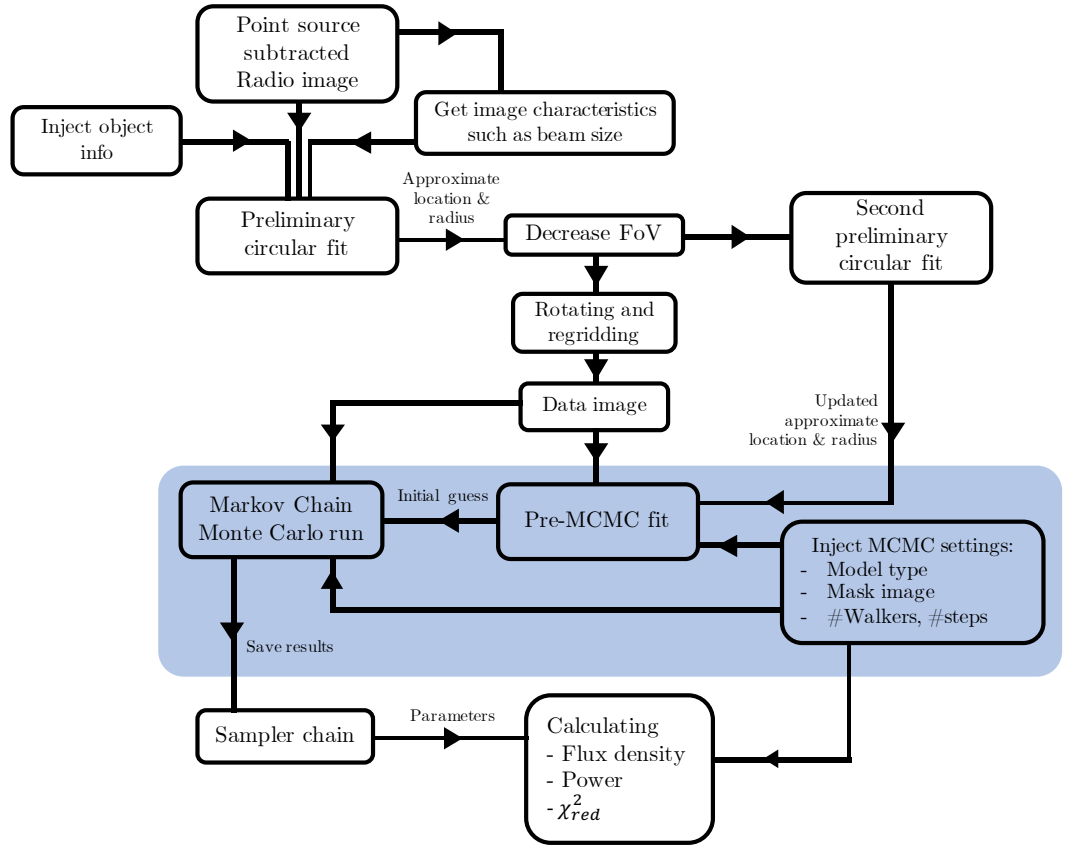 Point source
subtracted
Radio image
Get image characteristics
such as beam size
Inject object
info
Approximate
location &
radius
Preliminary
circular fit
Decrease FoV
Second
preliminary
circular fit
Rotating and
regridding
Data image
Updated
approximate
location & radius
Markov Chain
Monte Carlo run
Initial guess
Pre-MCMC fit
Inject MCMC settings:
- Model type
- Mask image
- #Walkers, #steps
Save results
Sampler chain
Parameters
Calculating
- Flux density
- Power
- χ²_red